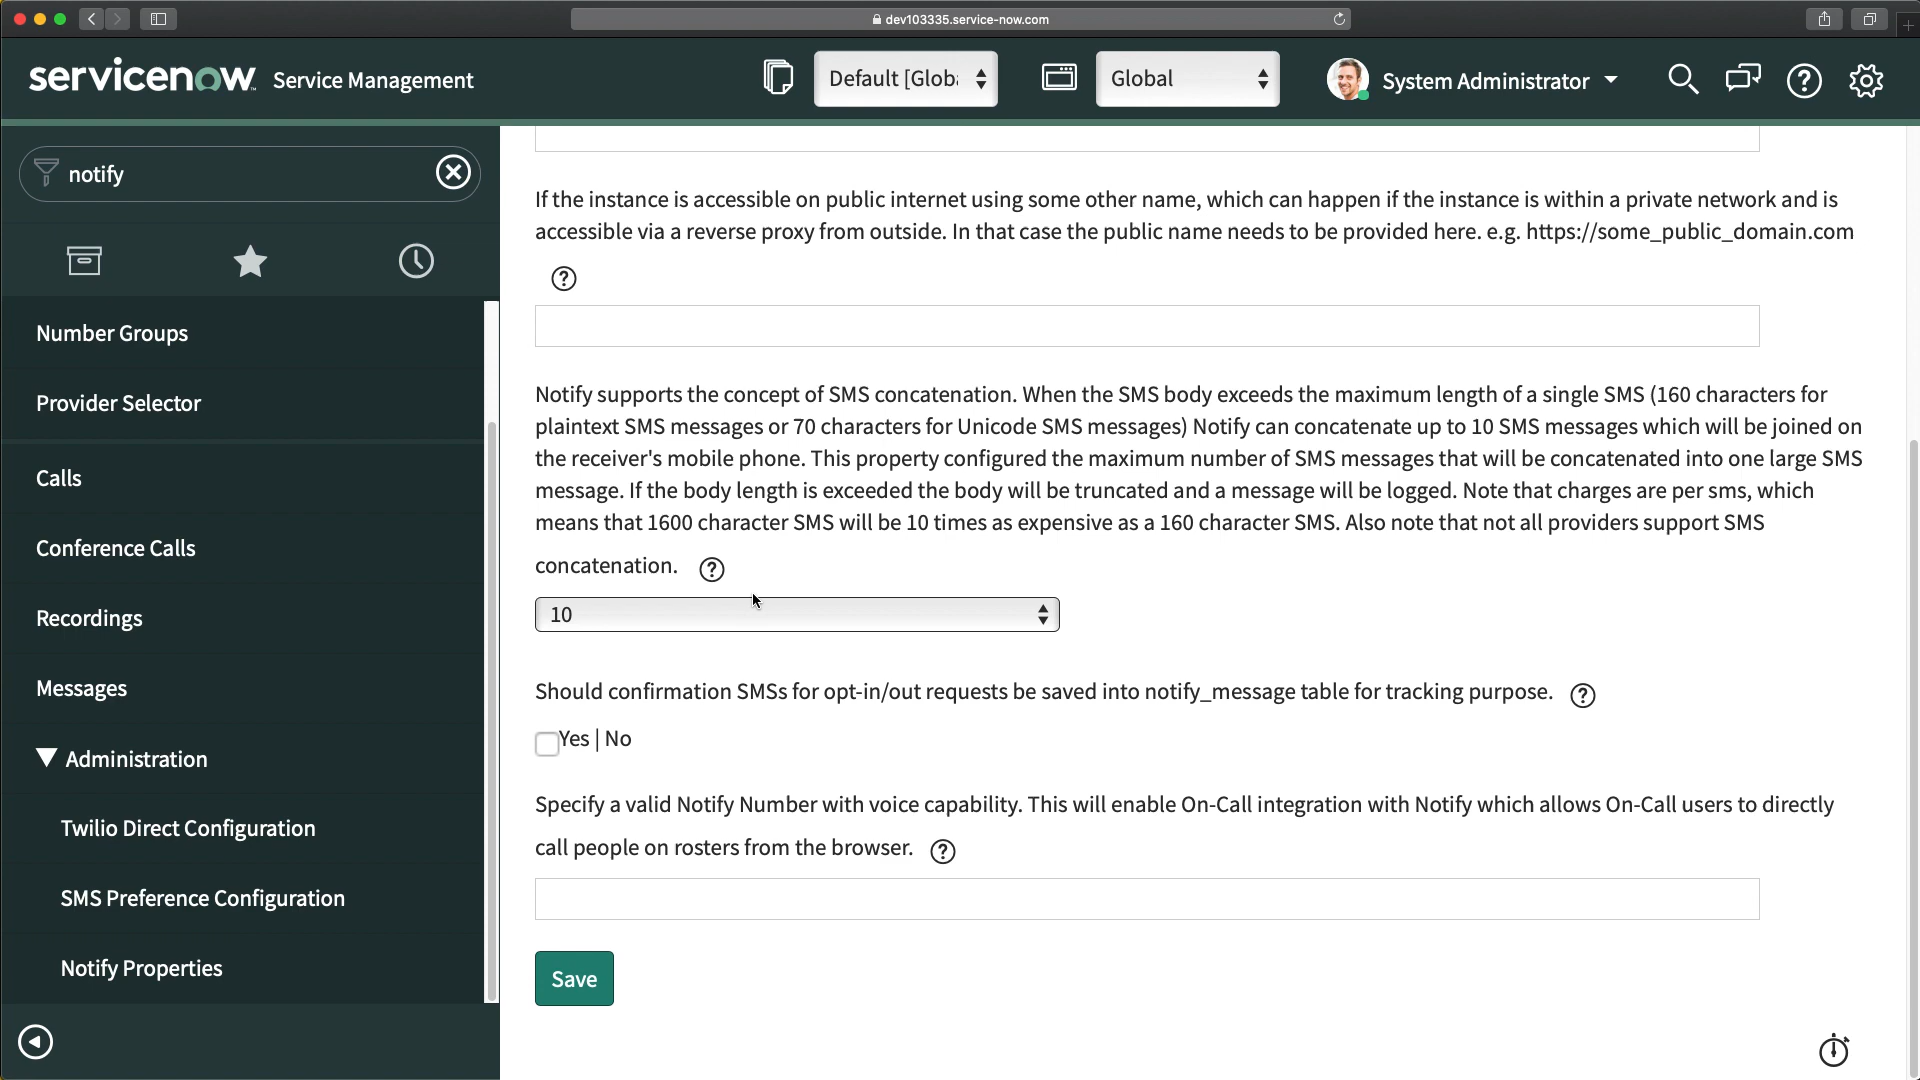 dev103335.service-now.com
servicenow Service Management
Default [Globa
Global
System Administrator
notify
Number Groups
Provider Selector
Calls
Conference Calls
Recordings
Messages
Administration
Twilio Direct Configuration
SMS Preference Configuration
Notify Properties
If the instance is accessible on public internet using some other name, which can happen if the instance is within a private network and is
accessible via a reverse proxy from outside. In that case the public name needs to be provided here. e.g. https://some_public_domain.com
Notify supports the concept of SMS concatenation. When the SMS body exceeds the maximum length of a single SMS (160 characters for
plaintext SMS messages or 70 characters for Unicode SMS messages) Notify can concatenate up to 10 SMS messages which will be joined on
the receiver's mobile phone. This property configured the maximum number of SMS messages that will be concatenated into one large SMS
message. If the body length is exceeded the body will be truncated and a message will be logged. Note that charges are per sms, which
means that 1600 character SMS will be 10 times as expensive as a 160 character SMS. Also note that not all providers support SMS
concatenation.
10
Should confirmation SMSs for opt-in/out requests be saved into notify_message table for tracking purpose.
Yes | No
Specify a valid Notify Number with voice capability. This will enable On-Call integration with Notify which allows On-Call users to directly
call people on rosters from the browser.
Save